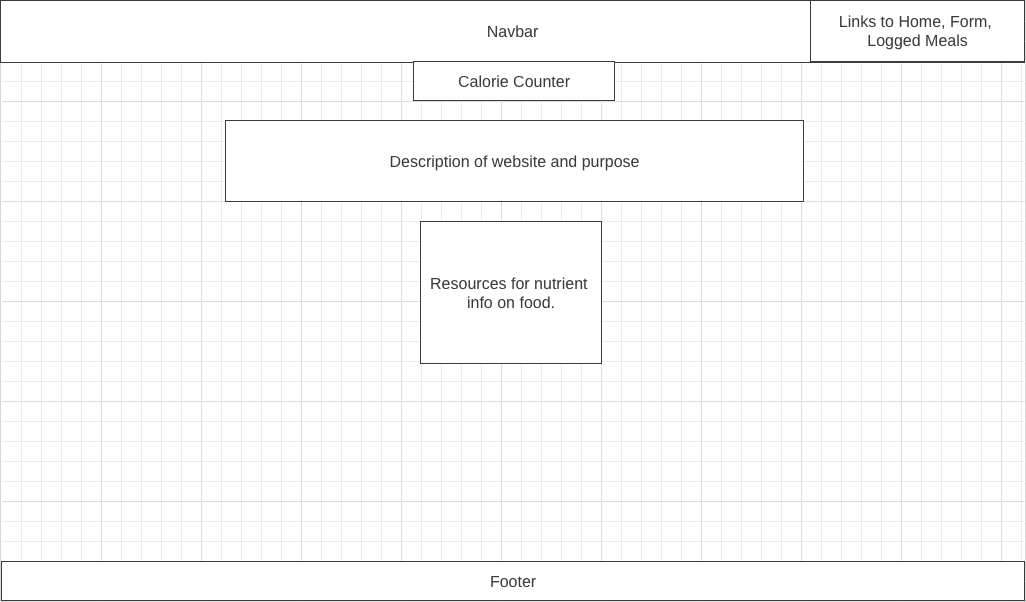 Navbar
Links to Home, Form,
Logged Meals
Calorie Counter
Description of website and purpose
Resources for nutrient
info on food.
Footer